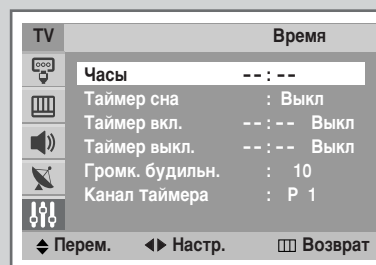 TV Время
Часы --:--
Таймер сна : Выкл
Таймер вкл. --:-- Выкл
Таймер выкл. --:-- Выкл
Громк. будильн. : 10
Канал таймера : P 1
Перем. Настр. Возврат